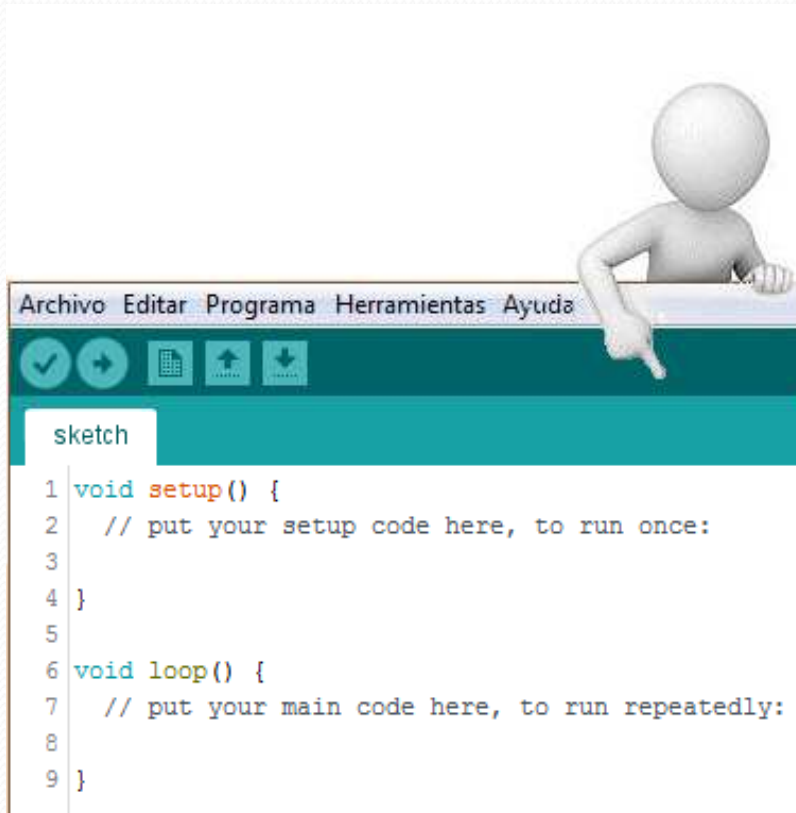 Archivo Editar Programa Herramientas Ayuda
sketch
1 void setup() {
2 // put your setup code here, to run once:
3
4 }
5
6 void loop() {
7 // put your main code here, to run repeatedly:
8
9 }